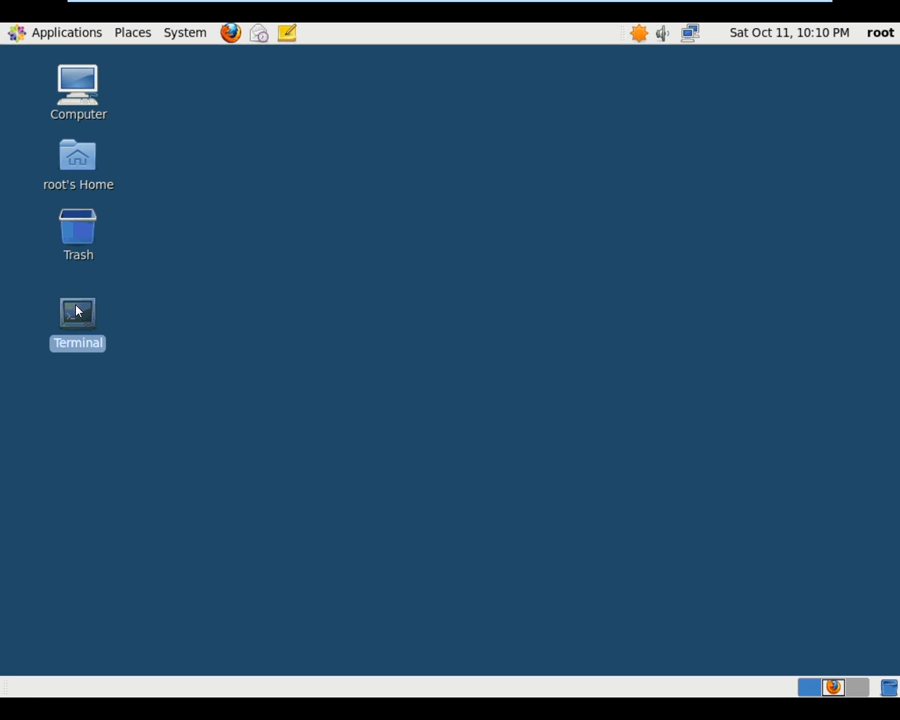 Applications Places System Sat Oct 11, 10:10 PM root
Computer
root's Home
Trash
Terminal